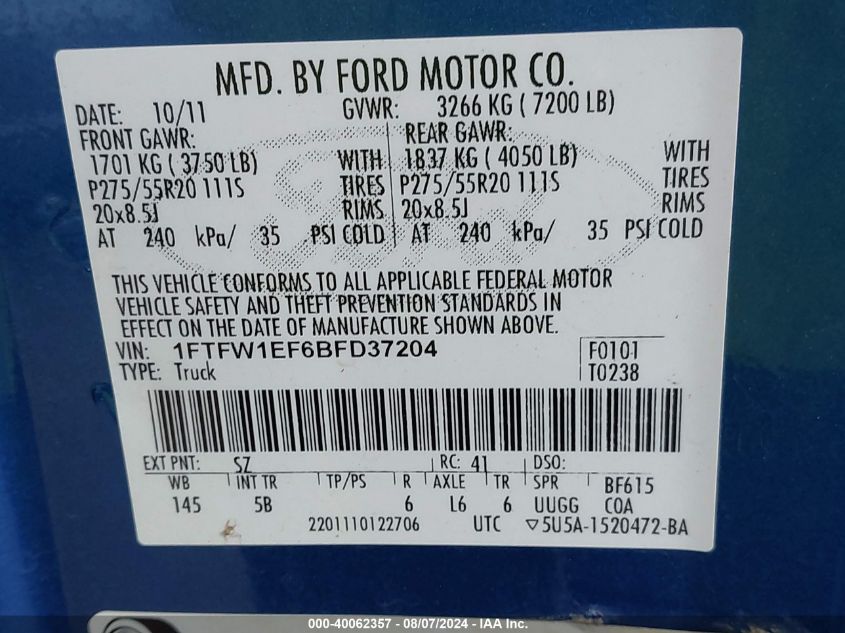 MFD. BY FORD MOTOR CO.
DATE: 10/11 GVWR: 3266 KG ( 7200 LB)
FRONT GAWR: REAR GAWR:
1701 KG ( 3750 LB) WITH 1837 KG ( 4050 LB) WITH
P275/55R20 111S TIRES P275/55R20 111S TIRES
20x8.5J RIMS 20x8.5J RIMS
AT 240 kPa/ 35 PSI COLD AT 240 kPa/ 35 PSI COLD
THIS VEHICLE CONFORMS TO ALL APPLICABLE FEDERAL MOTOR
VEHICLE SAFETY AND THEFT PREVENTION STANDARDS IN
EFFECT ON THE DATE OF MANUFACTURE SHOWN ABOVE.
VIN: 1FTFW1EF6BFD37204 F0101
TYPE: Truck T0238
EXT PNT: SZ RC: 41 DSO:
WB INT TR TP/PS R AXLE TR SPR BF615
145 5B 6 L6 6 UUGG COA
2201110122706 UTC ▽5U5A-1520472-BA
000-40062357 - 08/07/2024 - IAA Inc.